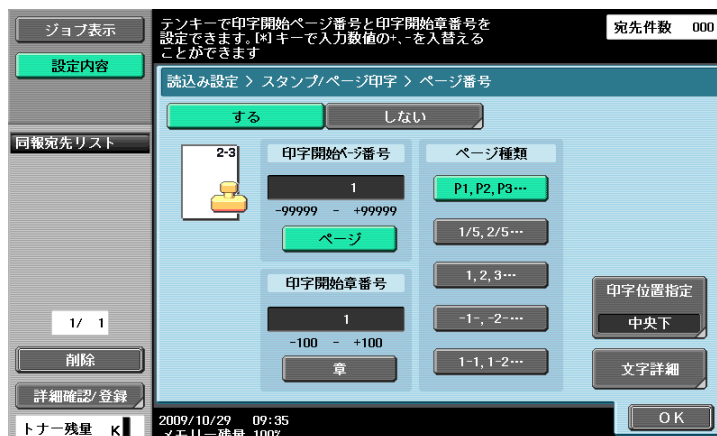 ジョブ表示
設定内容
同報宛先リスト
1/ 1
削除
詳細確認/登録
トナー残量 K
テンキーで印字開始ページ番号と印字開始章番号を
設定できます。[*]キーで入力数値の+、-を入替える
ことができます
宛先件数 000
読込み設定 > スタンプ/ページ印字 > ページ番号
する
しない
2-3
印字開始ページ番号
1
-99999 - +99999
ページ
印字開始章番号
1
-100 - +100
章
ページ種類
P1,P2,P3…
1/5,2/5…
1,2,3…
-1-,-2-…
1-1,1-2…
印字位置指定
中央下
文字詳細
OK
2009/10/29 09:35
メモリー残量 100%